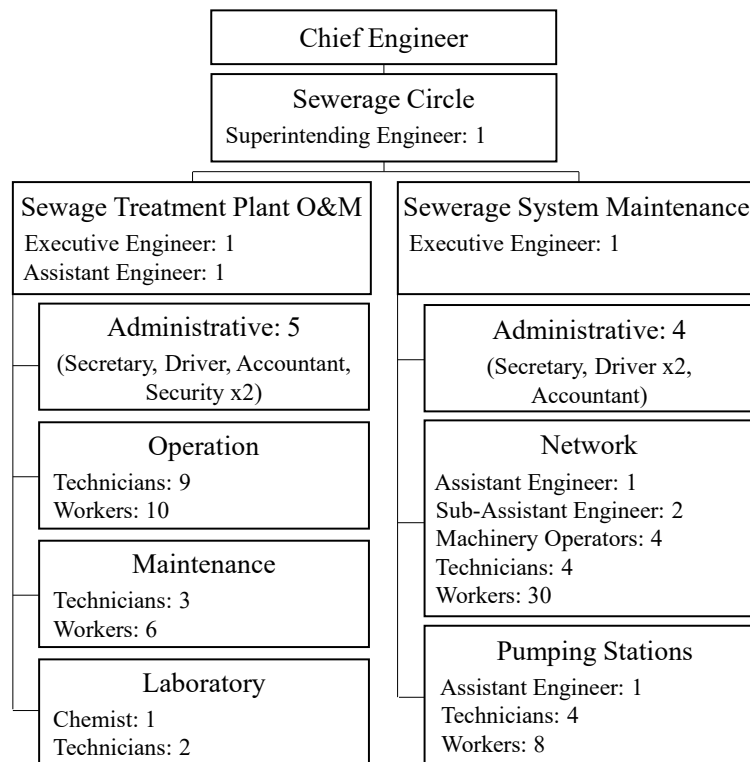 Chief Engineer
Sewerage Circle
Superintending Engineer: 1
Sewage Treatment Plant O&M
Executive Engineer: 1
Assistant Engineer: 1
Administrative: 5
(Secretary, Driver, Accountant,
Security x2)
Operation
Technicians: 9
Workers: 10
Maintenance
Technicians: 3
Workers: 6
Laboratory
Chemist: 1
Technicians: 2
Sewerage System Maintenance
Executive Engineer: 1
Administrative: 4
(Secretary, Driver x2,
Accountant)
Network
Assistant Engineer: 1
Sub-Assistant Engineer: 2
Machinery Operators: 4
Technicians: 4
Workers: 30
Pumping Stations
Assistant Engineer: 1
Technicians: 4
Workers: 8